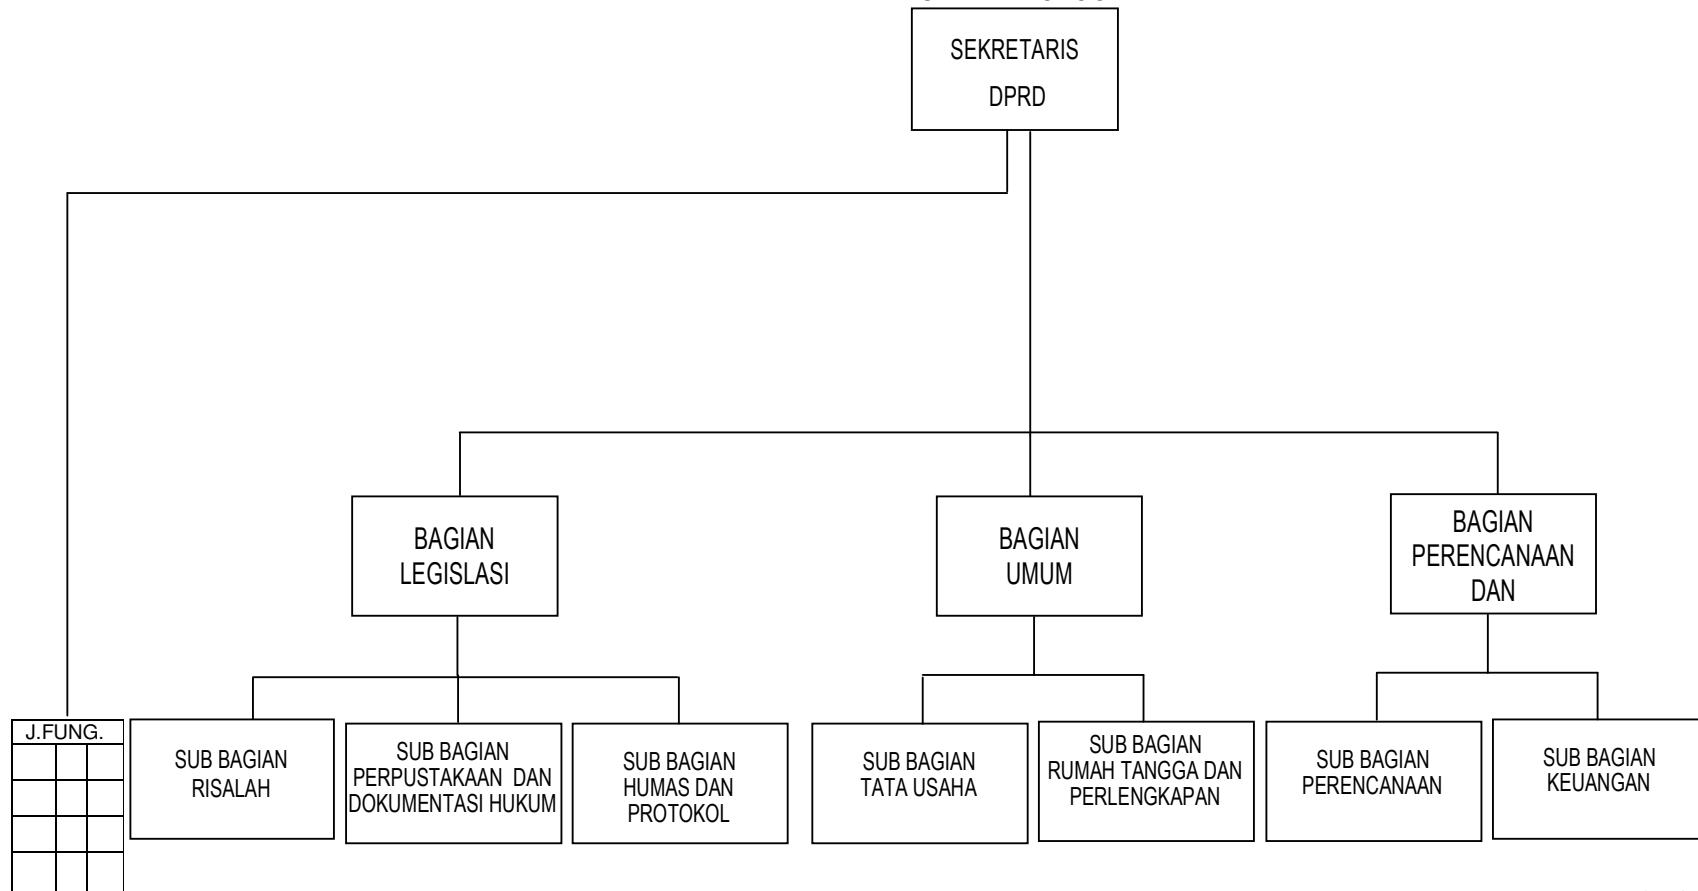 SEKRETARIS
DPRD
BAGIAN
LEGISLASI
BAGIAN
UMUM
BAGIAN
PERENCANAAN
DAN
J.FUNG.
SUB BAGIAN
RISALAH
SUB BAGIAN
PERPUSTAKAAN DAN
DOKUMENTASI HUKUM
SUB BAGIAN
HUMAS DAN
PROTOKOL
SUB BAGIAN
TATA USAHA
SUB BAGIAN
RUMAH TANGGA DAN
PERLENGKAPAN
SUB BAGIAN
PERENCANAAN
SUB BAGIAN
KEUANGAN